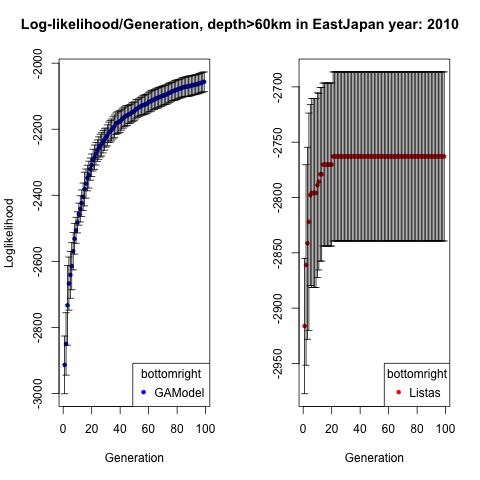 Log-likelihood/Generation, depth>60km in EastJapan year: 2010
Loglikelihood
-2000
-2200
-2400
-2600
-2800
-3000
bottomright
GAModel
0 20 40 60 80 100
Generation
-2700
-2750
-2800
-2850
-2900
-2950
bottomright
Listas
0 20 40 60 80 100
Generation